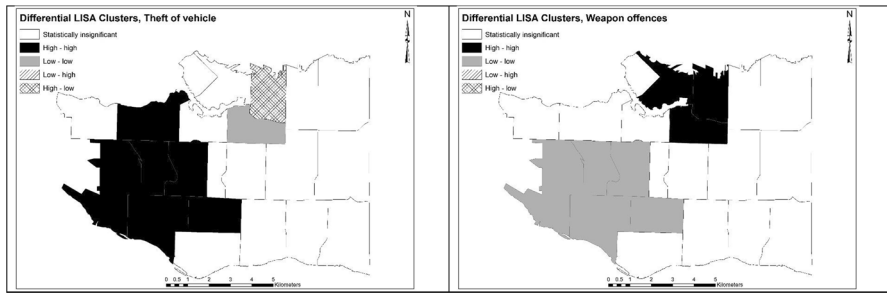 Differential LISA Clusters, Theft of vehicle
N
Statistically insignificant
High - high
Low - low
Low - high
High - low
0 0.5 1 2 3 4 5
Kilometers
Differential LISA Clusters, Weapon offences
N
Statistically insignificant
High - high
Low - low
Low - high
High - low
0 0.5 1 2 3 4 5
Kilometers